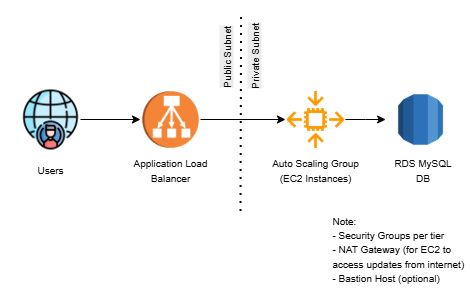 Public Subnet
Private Subnet
Users
Application Load
Balancer
Auto Scaling Group
(EC2 Instances)
RDS MySQL
DB
Note:
- Security Groups per tier
- NAT Gateway (for EC2 to
access updates from internet)
- Bastion Host (optional)